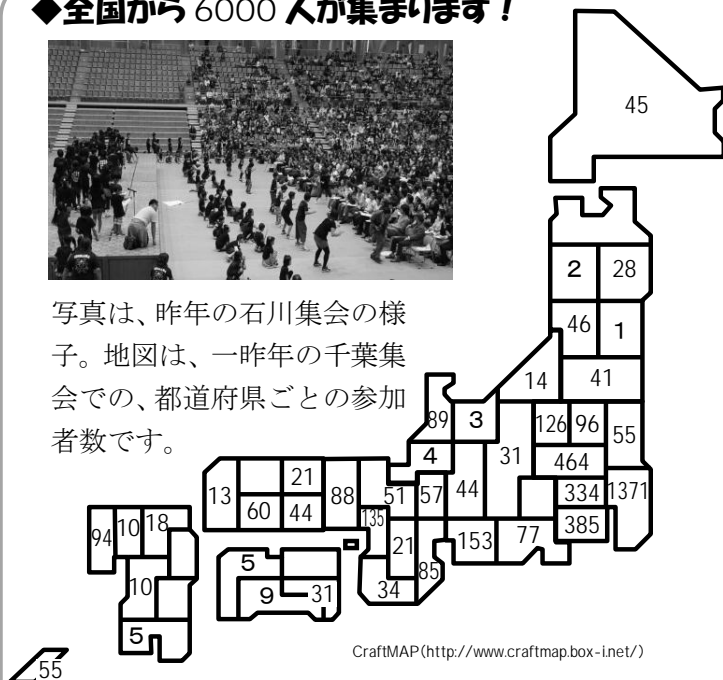 ◆全国から 6000 人が集まります！
写真は、昨年の石川集会の様
子。地図は、一昨年の千葉集
会での、都道府県ごとの参加
者数です。
45
2 28
46 1
14 41
89 3 126 96 55
4 31 464
13 21 88 51 57 44 334 1371
60 44 135 385
94 10 18 21 153 77
5 85
10 9 31 34
5
55
CraftMAP(http://www.craftmap.box-i.net/)